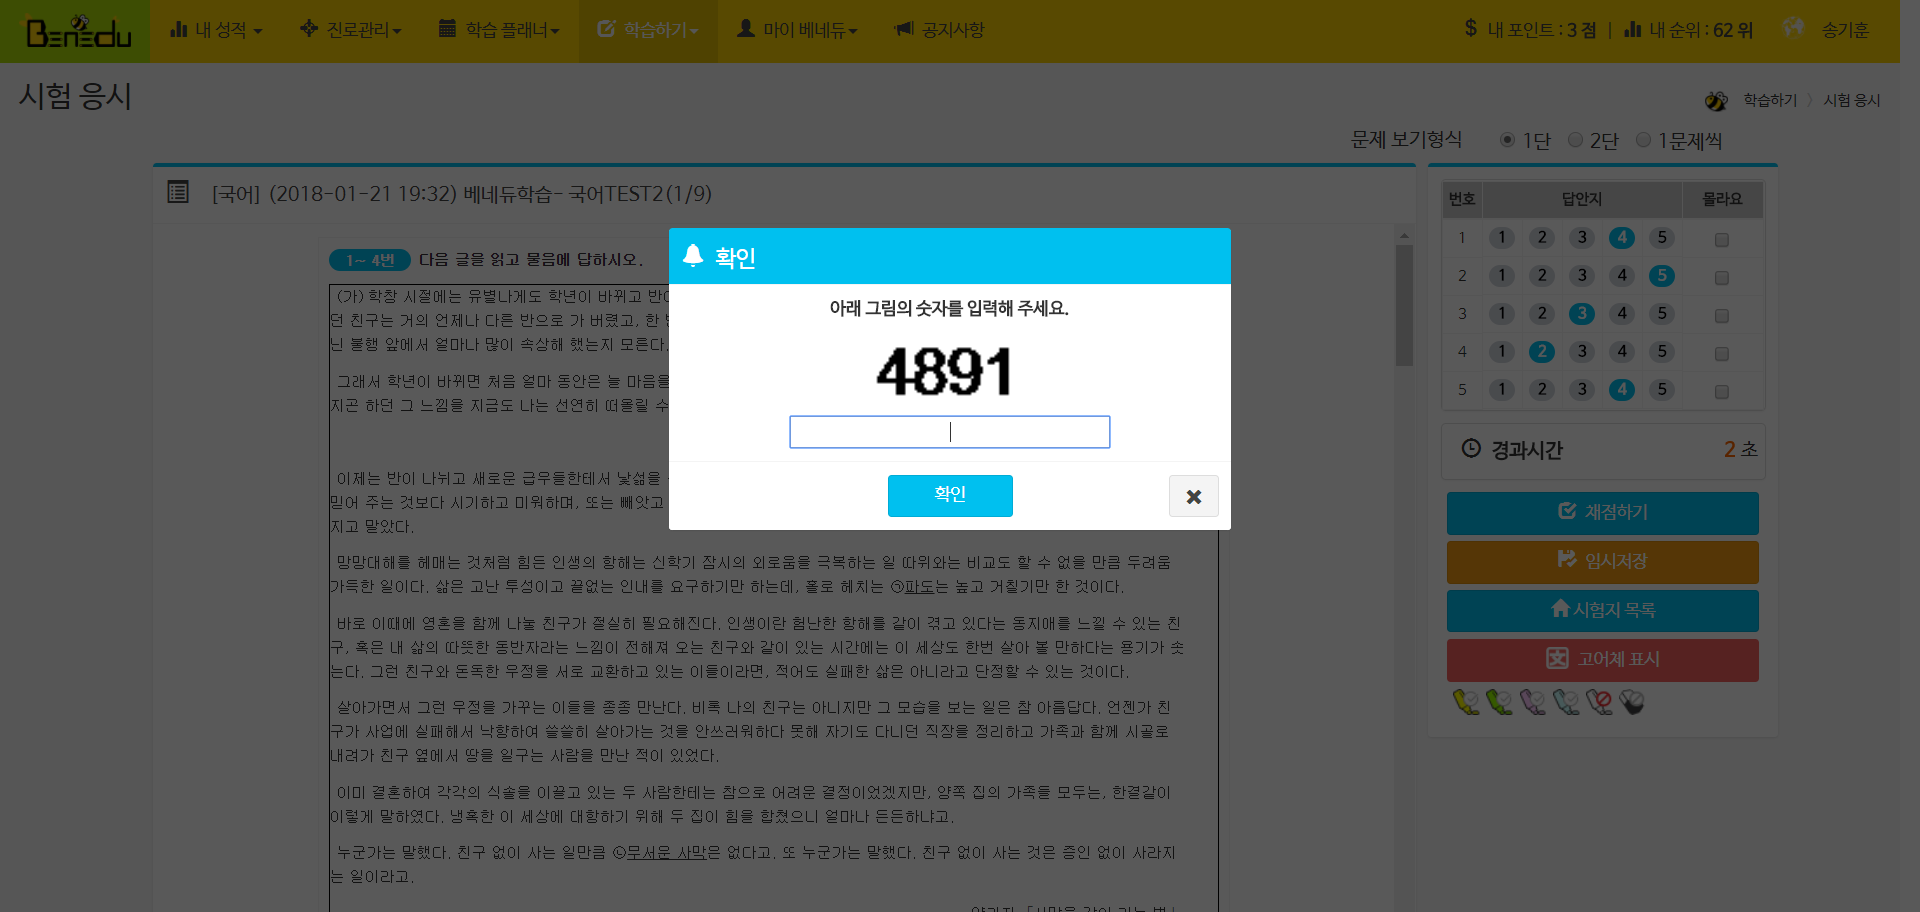 Benedu
내 성적
진로관리
학습 플래너
학습하기
마이 베네듀
공지사항
$ 내 포인트 : 3 점 | 내 순위 : 62 위
송기훈
시험 응시
학습하기 〉 시험 응시
문제 보기형식 1단 2단 1문제씩
[국어] (2018-01-21 19:32) 베네듀학습- 국어TEST2(1/9)
1~ 4번 다음 글을 읽고 물음에 답하시오.
(가) 학창 시절에는 유별나게도 학년이 바뀌고 반이
던 친구는 거의 언제나 다른 반으로 가 버렸고, 한
닌 불행 앞에서 얼마나 많이 속상해 했는지 모른다.
그래서 학년이 바뀌면 처음 얼마 동안은 늘 마음을
지곤 하던 그 느낌을 지금도 나는 선연히 떠올릴 수
이제는 반이 나뉘고 새로운 급우들한테서 낯섦을
밀어 주는 것보다 시기하고 미워하며, 또는 빼앗고
지고 말았다.
망망대해를 헤매는 것처럼 힘든 인생의 항해는 신학기 잠시의 외로움을 극복하는 일 따위와는 비교도 할 수 없을 만큼 두려움
가득한 일이다. 삶은 고난 투성이고 끝없는 인내를 요구하기만 하는데, 홀로 헤치는 ㉠파도는 높고 거칠기만 한 것이다.
바로 이때에 영혼을 함께 나눌 친구가 절실히 필요해진다. 인생이란 험난한 항해를 같이 겪고 있다는 동지애를 느낄 수 있는 친
구, 혹은 내 삶의 따뜻한 동반자라는 느낌이 전해져 오는 친구와 같이 있는 시간에는 이 세상도 한번 살아 볼 만하다는 용기가 솟
는다. 그런 친구와 돈독한 우정을 서로 교환하고 있는 이들이라면, 적어도 실패한 삶은 아니라고 단정할 수 있는 것이다.
살아가면서 그런 우정을 가꾸는 이들을 종종 만난다. 비록 나의 친구는 아니지만 그 모습을 보는 일은 참 아름답다. 언젠가 친
구가 사업에 실패해서 낙향하여 쓸쓸히 살아가는 것을 안쓰러워하다 못해 자기도 다니던 직장을 정리하고 가족과 함께 시골로
내려가 친구 옆에서 땅을 일구는 사람을 만난 적이 있었다.
이미 결혼하여 각각의 식솔을 이끌고 있는 두 사람한테는 참으로 어려운 결정이었겠지만, 양쪽 집의 가족들 모두는, 한결같이
이렇게 말하였다. 냉혹한 이 세상에 대항하기 위해 두 집이 힘을 합쳤으니 얼마나 든든하냐고.
누군가는 말했다. 친구 없이 사는 일만큼 ㉡무서운 사막은 없다고. 또 누군가는 말했다. 친구 없이 사는 것은 증인 없이 사라지
는 일이라고.
확인
아래 그림의 숫자를 입력해 주세요.
4891
확인
번호 답안지 몰라요
1 1 2 3 4 5
2 1 2 3 4 5
3 1 2 3 4 5
4 1 2 3 4 5
5 1 2 3 4 5
경과시간 2 초
채점하기
임시저장
시험지 목록
고어체 표시